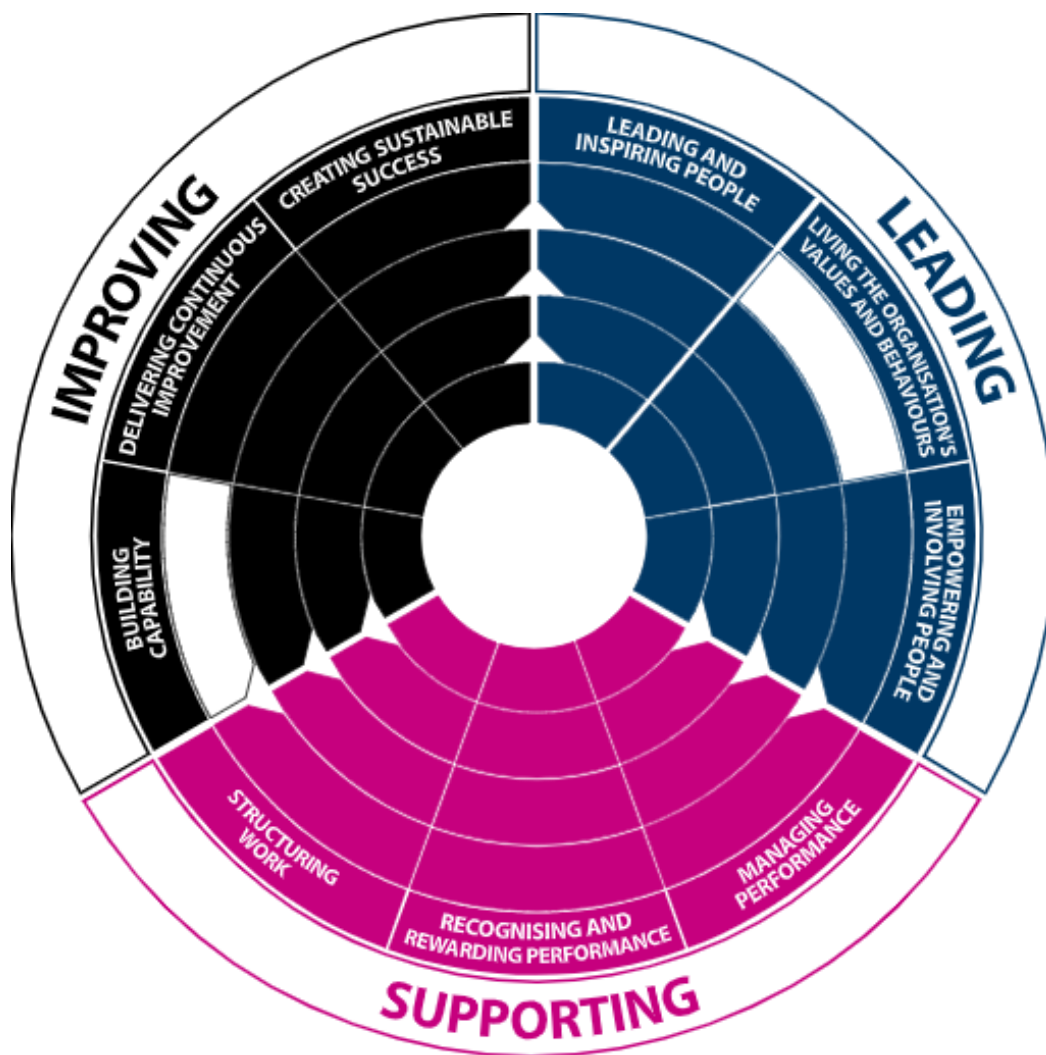 IMPROVING
CREATING SUSTAINABLE
SUCCESS
DELIVERING CONTINUOUS
IMPROVEMENT
BUILDING
CAPABILITY
LEADING
LEADING AND
INSPIRING PEOPLE
LIVING THE ORGANISATION'S
VALUES AND BEHAVIOURS
EMPOWERING AND
INVOLVING PEOPLE
SUPPORTING
MANAGING
PERFORMANCE
RECOGNISING AND
REWARDING PERFORMANCE
STRUCTURING
WORK